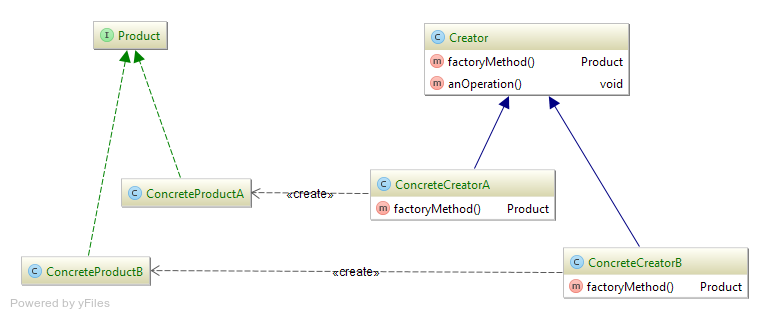 I Product
C Creator
m factoryMethod() Product
m anOperation() void
C ConcreteProductA
«create»
C ConcreteCreatorA
m factoryMethod() Product
C ConcreteProductB
«create»
C ConcreteCreatorB
m factoryMethod() Product
Powered by yFiles